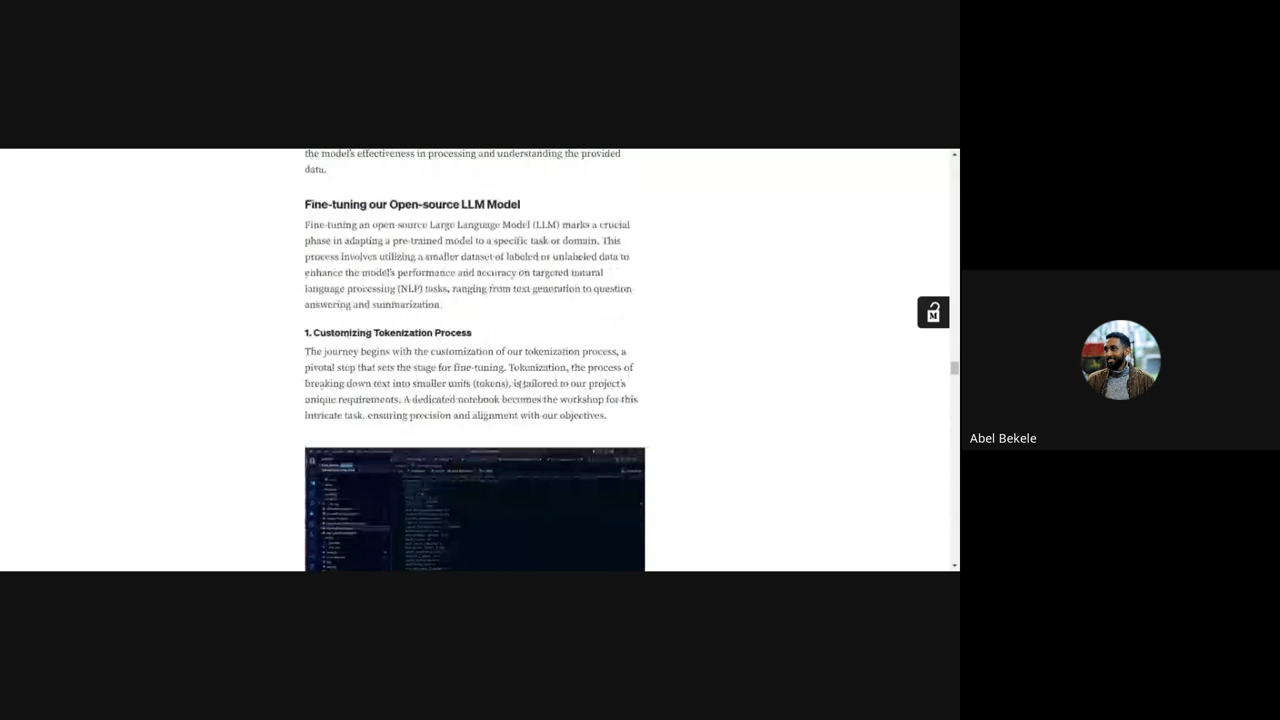 the model's effectiveness in processing and understanding the provided
data.
Fine-tuning our Open-source LLM Model
Fine-tuning an open-source Large Language Model (LLM) marks a crucial
phase in adapting a pre-trained model to a specific task or domain. This
process involves utilizing a smaller dataset of labeled or unlabeled data to
enhance the model's performance and accuracy on targeted natural
language processing (NLP) tasks, ranging from text generation to question
answering and summarization.
1. Customizing Tokenization Process
The journey begins with the customization of our tokenization process, a
pivotal step that sets the stage for fine-tuning. Tokenization, the process of
breaking down text into smaller units (tokens), is tailored to our project's
unique requirements. A dedicated notebook becomes the workshop for this
intricate task, ensuring precision and alignment with our objectives.
M
Abel Bekele